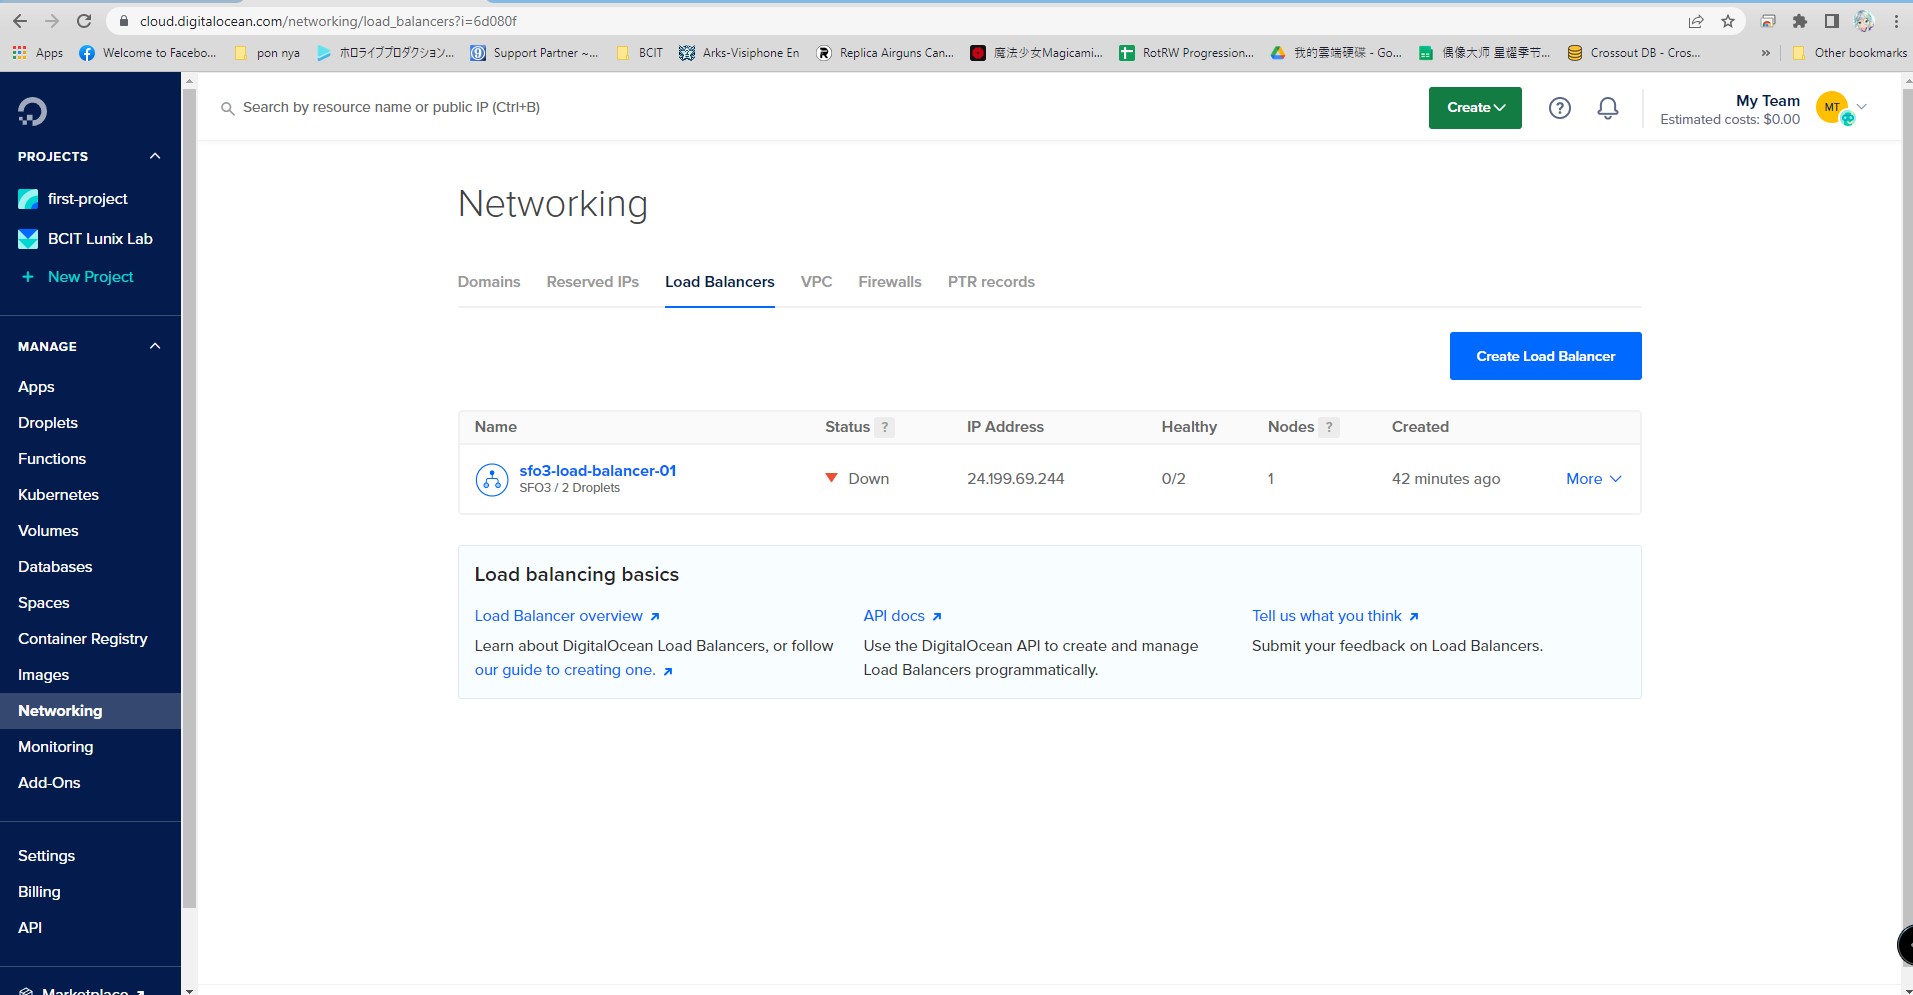 cloud.digitalocean.com/networking/load_balancers?i=6d080f
Apps Welcome to Facebo... pon nya ホロライブプロダクション... Support Partner ~... BCIT Arks-Visiphone En Replica Airguns Can... 魔法少女Magicami... RotRW Progression... 我的雲端硬碟 - Go... 偶像大师 星耀季节... Crossout DB - Cros... » Other bookmarks
Search by resource name or public IP (Ctrl+B)
Create
?
My Team
Estimated costs: $0.00
MT
PROJECTS
first-project
BCIT Lunix Lab
+ New Project
MANAGE
Apps
Droplets
Functions
Kubernetes
Volumes
Databases
Spaces
Container Registry
Images
Networking
Monitoring
Add-Ons
Settings
Billing
API
Marketplace
Networking
Domains Reserved IPs Load Balancers VPC Firewalls PTR records
Create Load Balancer
Name Status ? IP Address Healthy Nodes ? Created
sfo3-load-balancer-01
SFO3 / 2 Droplets
Down 24.199.69.244 0/2 1 42 minutes ago More
Load balancing basics
Load Balancer overview
Learn about DigitalOcean Load Balancers, or follow
our guide to creating one.
API docs
Use the DigitalOcean API to create and manage
Load Balancers programmatically.
Tell us what you think
Submit your feedback on Load Balancers.